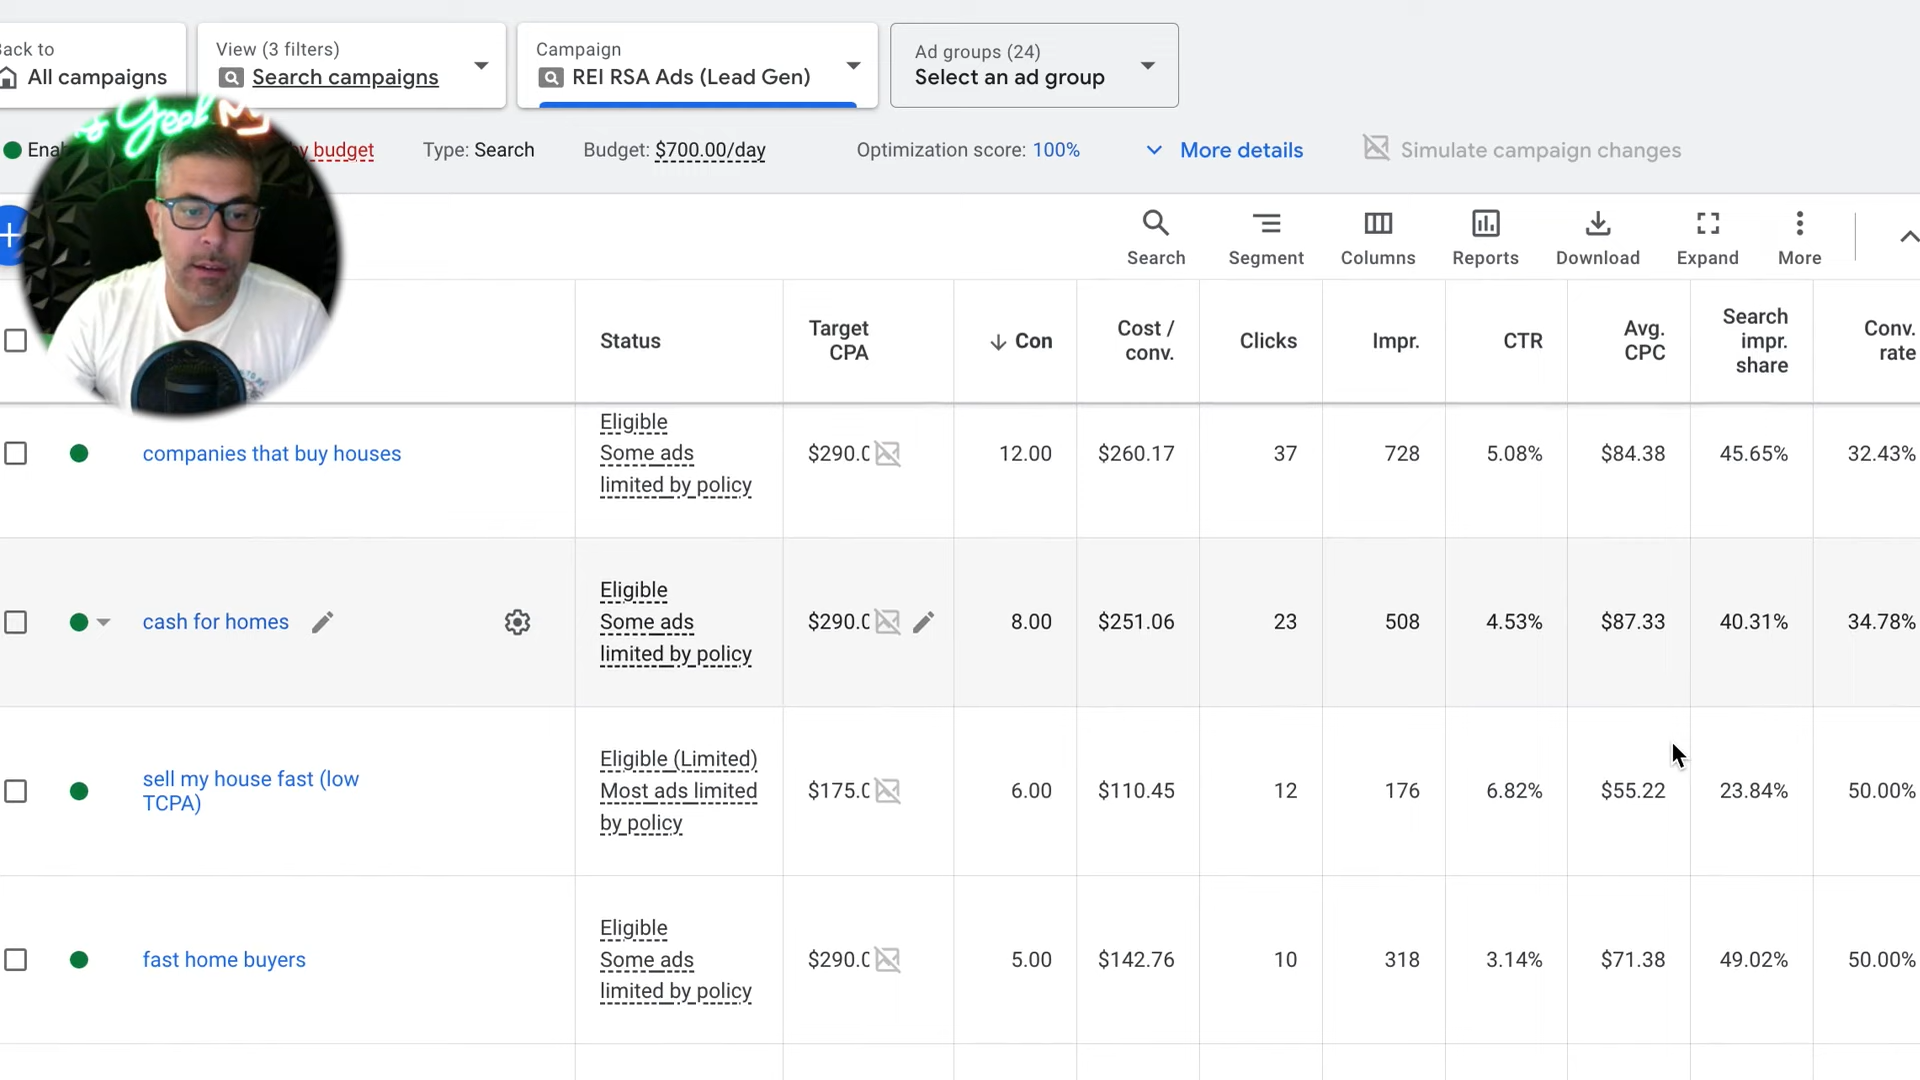 Back to
All campaigns
View (3 filters)
Search campaigns
Campaign
REI RSA Ads (Lead Gen)
Ad groups (24)
Select an ad group
Ena
by budget
Type: Search
Budget: $700.00/day
Optimization score: 100%
More details
Simulate campaign changes
Geek
Search
Segment
Columns
Reports
Download
Expand
More
Status
Target
CPA
Con
Cost /
conv.
Clicks
Impr.
CTR
Avg.
CPC
Search
impr.
share
Conv.
rate
companies that buy houses
Eligible
Some ads
limited by policy
$290.0
12.00
$260.17
37
728
5.08%
$84.38
45.65%
32.43%
cash for homes
Eligible
Some ads
limited by policy
$290.0
8.00
$251.06
23
508
4.53%
$87.33
40.31%
34.78%
sell my house fast (low
TCPA)
Eligible (Limited)
Most ads limited
by policy
$175.0
6.00
$110.45
12
176
6.82%
$55.22
23.84%
50.00%
fast home buyers
Eligible
Some ads
limited by policy
$290.0
5.00
$142.76
10
318
3.14%
$71.38
49.02%
50.00%